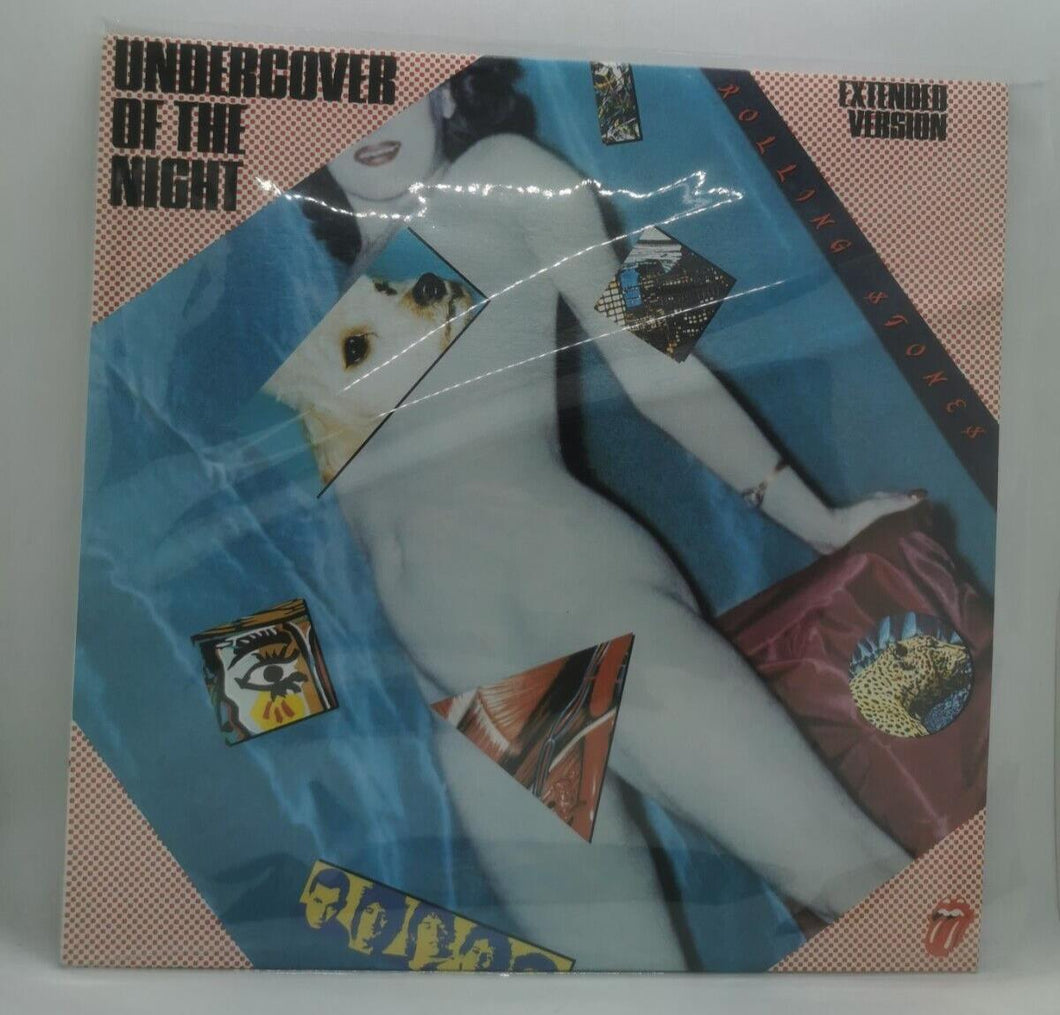 UNDERCOVER
OF THE
NIGHT
EXTENDED
VERSION
ROLLING STONES